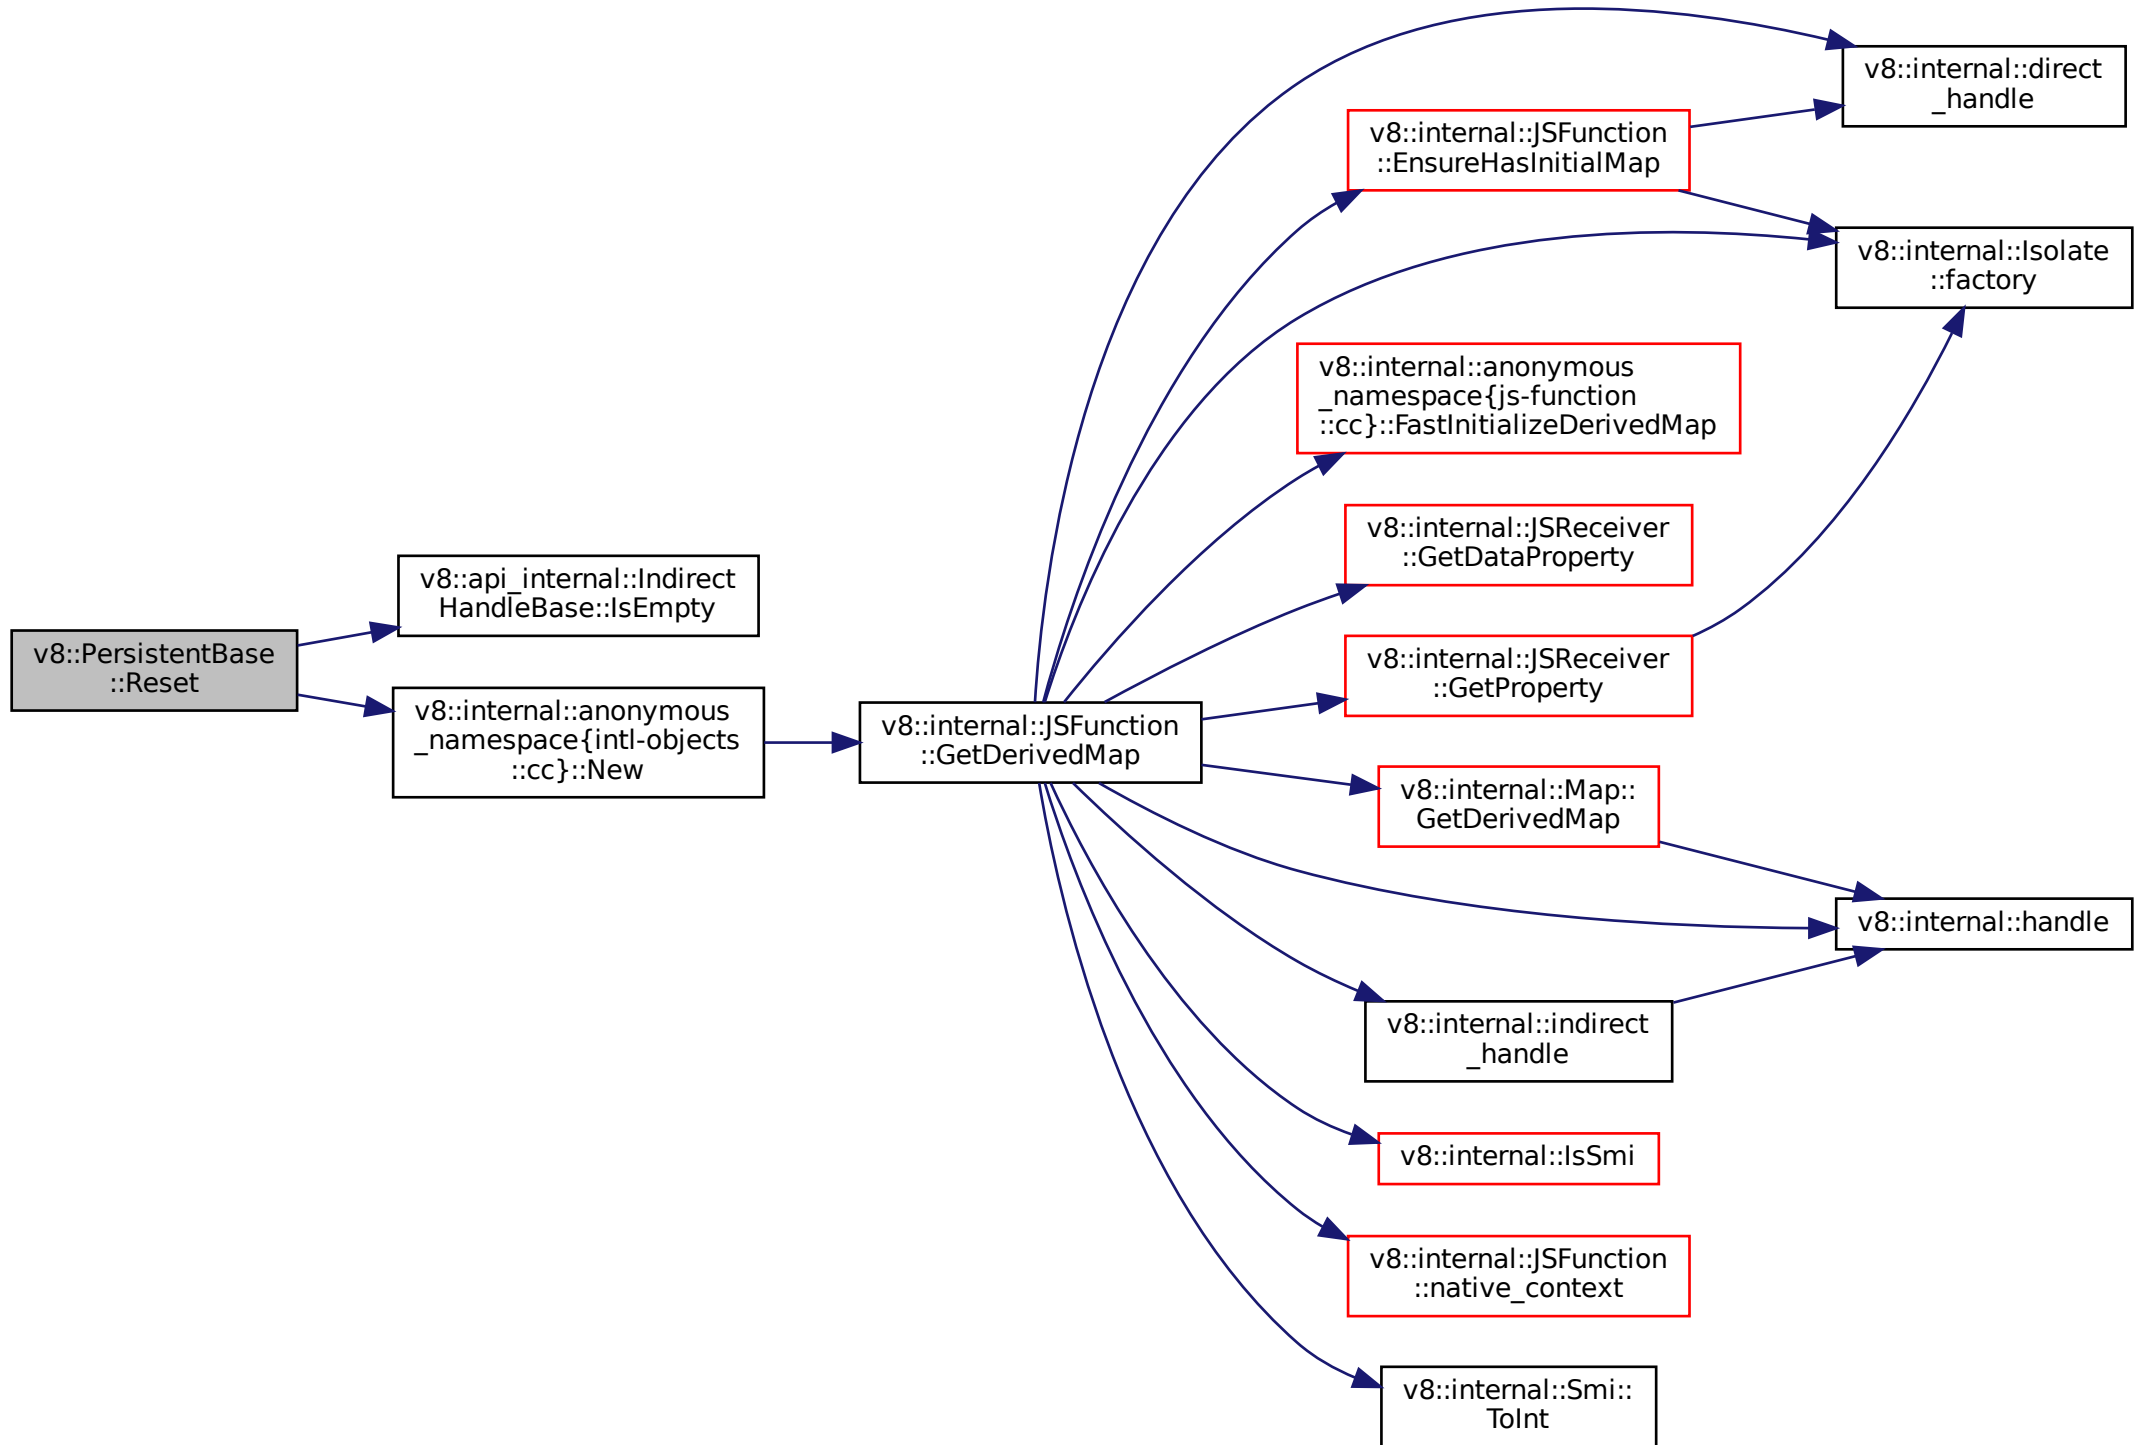 v8::PersistentBase
::Reset
v8::api_internal::Indirect
HandleBase::IsEmpty
v8::internal::anonymous
_namespace{intl-objects
::cc}::New
v8::internal::JSFunction
::GetDerivedMap
v8::internal::direct
_handle
v8::internal::JSFunction
::EnsureHasInitialMap
v8::internal::Isolate
::factory
v8::internal::anonymous
_namespace{js-function
::cc}::FastInitializeDerivedMap
v8::internal::JSReceiver
::GetDataProperty
v8::internal::JSReceiver
::GetProperty
v8::internal::Map::
GetDerivedMap
v8::internal::handle
v8::internal::indirect
_handle
v8::internal::IsSmi
v8::internal::JSFunction
::native_context
v8::internal::Smi::
ToInt